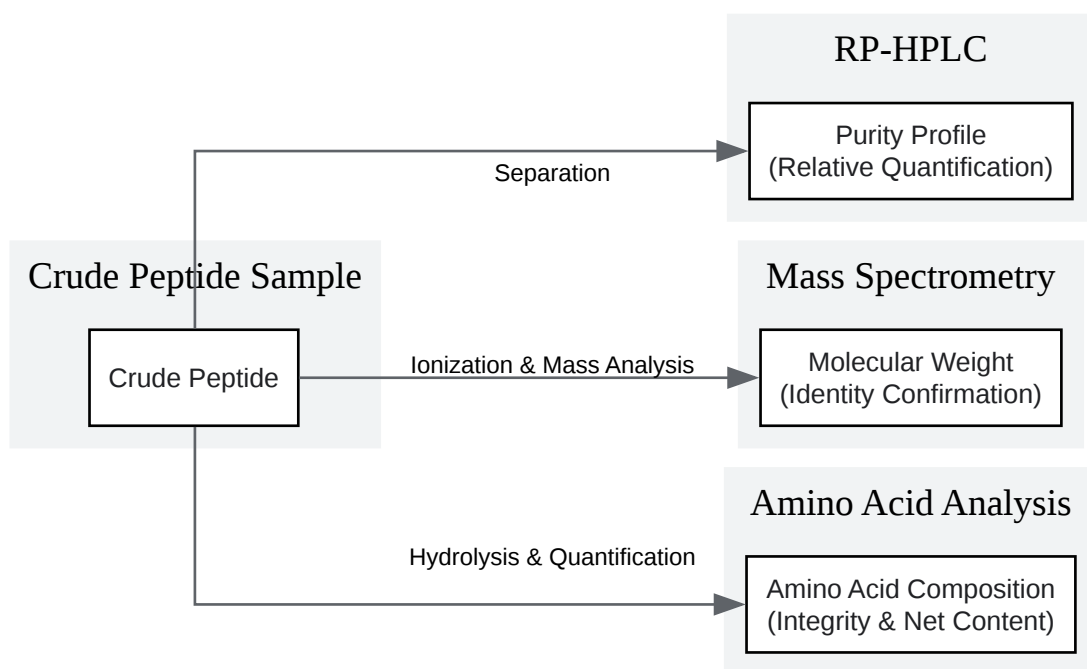 RP-HPLC
Purity Profile
(Relative Quantification)
Separation
Crude Peptide Sample
Crude Peptide
Ionization & Mass Analysis
Mass Spectrometry
Molecular Weight
(Identity Confirmation)
Hydrolysis & Quantification
Amino Acid Analysis
Amino Acid Composition
(Integrity & Net Content)